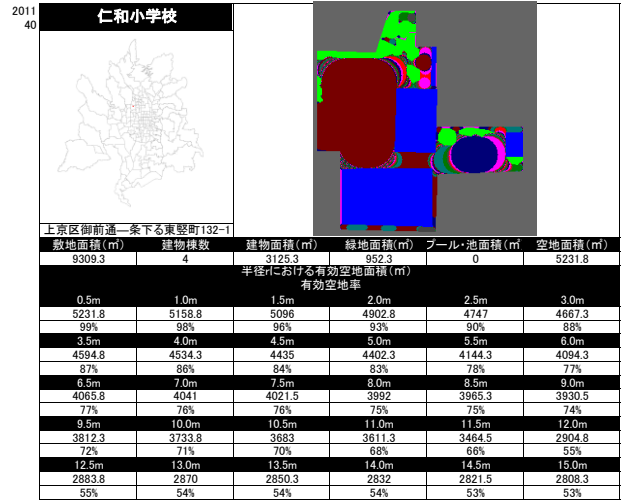 2011
40
仁和小学校
上京区御前通―条下る東竪町132-1
敷地面積(㎡) 建物棟数 建物面積(㎡) 緑地面積(㎡) プール・池面積(㎡ 空地面積(㎡)
9309.3 4 3125.3 952.3 0 5231.8
半径rにおける有効空地面積(㎡)
有効空地率
0.5m 1.0m 1.5m 2.0m 2.5m 3.0m
5231.8 5158.8 5096 4902.8 4747 4667.3
99% 98% 96% 93% 90% 88%
3.5m 4.0m 4.5m 5.0m 5.5m 6.0m
4594.8 4534.3 4435 4402.3 4144.3 4094.3
87% 86% 84% 83% 78% 77%
6.5m 7.0m 7.5m 8.0m 8.5m 9.0m
4065.8 4041 4021.5 3992 3965.3 3930.5
77% 76% 76% 75% 75% 74%
9.5m 10.0m 10.5m 11.0m 11.5m 12.0m
3812.3 3733.8 3683 3611.3 3464.5 2904.8
72% 71% 70% 68% 66% 55%
12.5m 13.0m 13.5m 14.0m 14.5m 15.0m
2883.8 2870 2850.3 2832 2821.5 2808.3
55% 54% 54% 54% 53% 53%